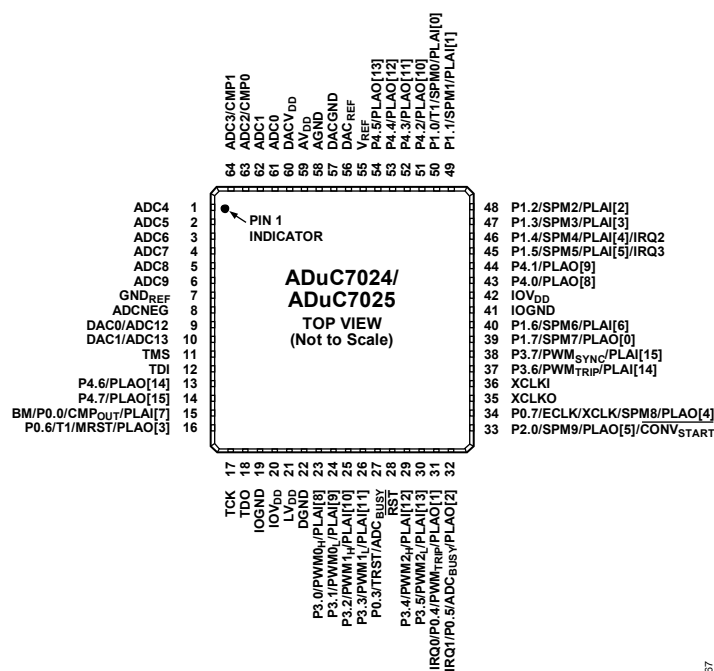 64 ADC3/CMP1
63 ADC2/CMP0
62 ADC1
61 ADC0
60 DACVDD
59 AVDD
58 AGND
57 DACGND
56 DACREF
55 VREF
54 P4.5/PLAO[13]
53 P4.4/PLAO[12]
52 P4.3/PLAO[11]
51 P4.2/PLAO[10]
50 P1.0/T1/SPM0/PLAI[0]
49 P1.1/SPM1/PLAI[1]
ADC4 1
ADC5 2
ADC6 3
ADC7 4
ADC8 5
ADC9 6
GNDREF 7
ADCNEG 8
DAC0/ADC12 9
DAC1/ADC13 10
TMS 11
TDI 12
P4.6/PLAO[14] 13
P4.7/PLAO[15] 14
BM/P0.0/CMPOUT/PLAI[7] 15
P0.6/T1/MRST/PLAO[3] 16
PIN 1
INDICATOR
ADuC7024/
ADuC7025
TOP VIEW
(Not to Scale)
48 P1.2/SPM2/PLAI[2]
47 P1.3/SPM3/PLAI[3]
46 P1.4/SPM4/PLAI[4]/IRQ2
45 P1.5/SPM5/PLAI[5]/IRQ3
44 P4.1/PLAO[9]
43 P4.0/PLAO[8]
42 IOVDD
41 IOGND
40 P1.6/SPM6/PLAI[6]
39 P1.7/SPM7/PLAO[0]
38 P3.7/PWMSYNC/PLAI[15]
37 P3.6/PWMTRIP/PLAI[14]
36 XCLKI
35 XCLKO
34 P0.7/ECLK/XCLK/SPM8/PLAO[4]
33 P2.0/SPM9/PLAO[5]/CONVSTART
17 TCK
18 TDO
19 IOGND
20 IOVDD
21 LVDD
22 DGND
23 P3.0/PWM0H/PLAI[8]
24 P3.1/PWM0L/PLAI[9]
25 P3.2/PWM1H/PLAI[10]
26 P3.3/PWM1L/PLAI[11]
27 P0.3/TRST/ADCBUSY
28 RST
29 P3.4/PWM2H/PLAI[12]
30 P3.5/PWM2L/PLAI[13]
31 IRQ0/P0.4/PWMTRIP/PLAO[1]
32 IRQ1/P0.5/ADCBUSY/PLAO[2]